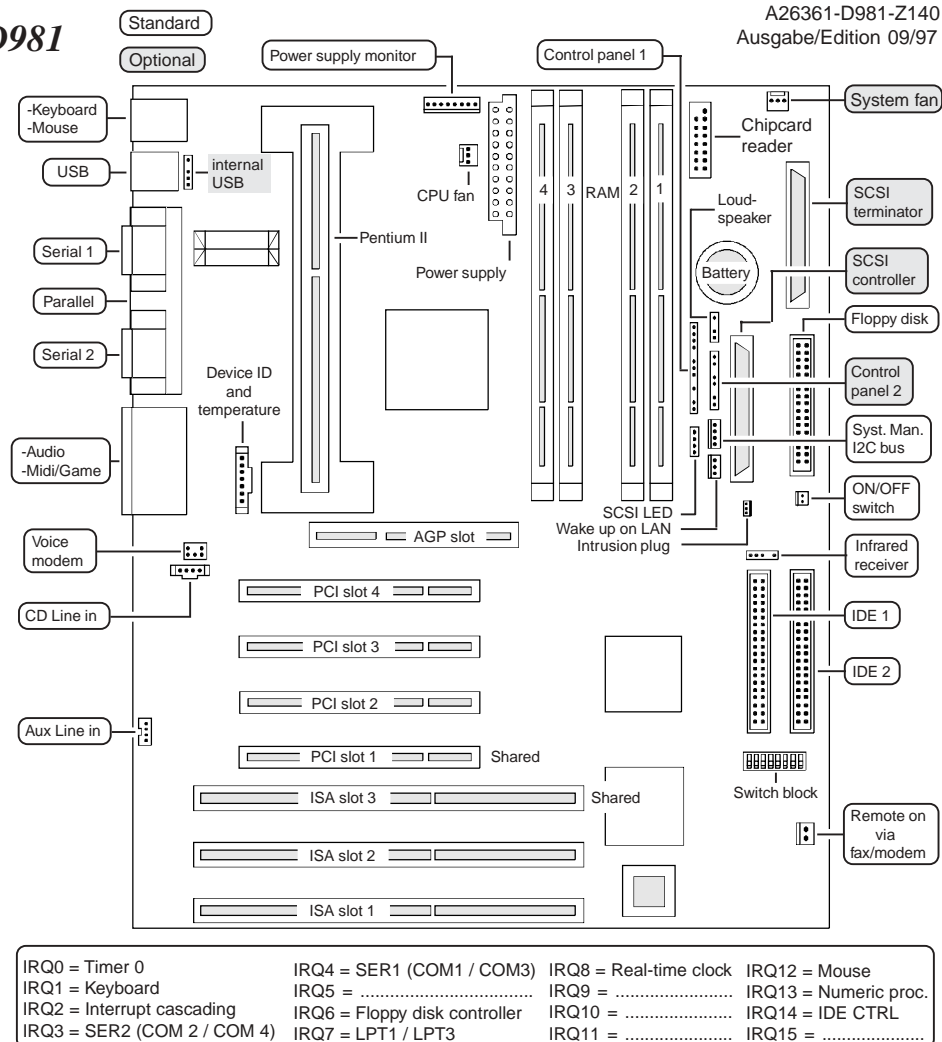 D981
Standard
Optional
A26361-D981-Z140
Ausgabe/Edition 09/97
Power supply monitor
Control panel 1
-Keyboard
-Mouse
System fan
Chipcard
reader
USB
internal
USB
CPU fan
4
3
RAM
2
1
Loud-
speaker
SCSI
terminator
Serial 1
Pentium II
Power supply
Battery
SCSI
controller
Parallel
Floppy disk
Serial 2
Device ID
and
temperature
Control
panel 2
-Audio
-Midi/Game
Syst. Man.
I2C bus
SCSI LED
Wake up on LAN
Intrusion plug
ON/OFF
switch
Voice
modem
AGP slot
Infrared
receiver
CD Line in
PCI slot 4
IDE 1
PCI slot 3
IDE 2
PCI slot 2
Aux Line in
PCI slot 1
Shared
Switch block
ISA slot 3
Shared
Remote on
via
fax/modem
ISA slot 2
ISA slot 1
IRQ0 = Timer 0
IRQ1 = Keyboard
IRQ2 = Interrupt cascading
IRQ3 = SER2 (COM 2 / COM 4)
IRQ4 = SER1 (COM1 / COM3)
IRQ5 = ..................................
IRQ6 = Floppy disk controller
IRQ7 = LPT1 / LPT3
IRQ8 = Real-time clock
IRQ9 = ........................
IRQ10 = ......................
IRQ11 = ......................
IRQ12 = Mouse
IRQ13 = Numeric proc.
IRQ14 = IDE CTRL
IRQ15 = .....................